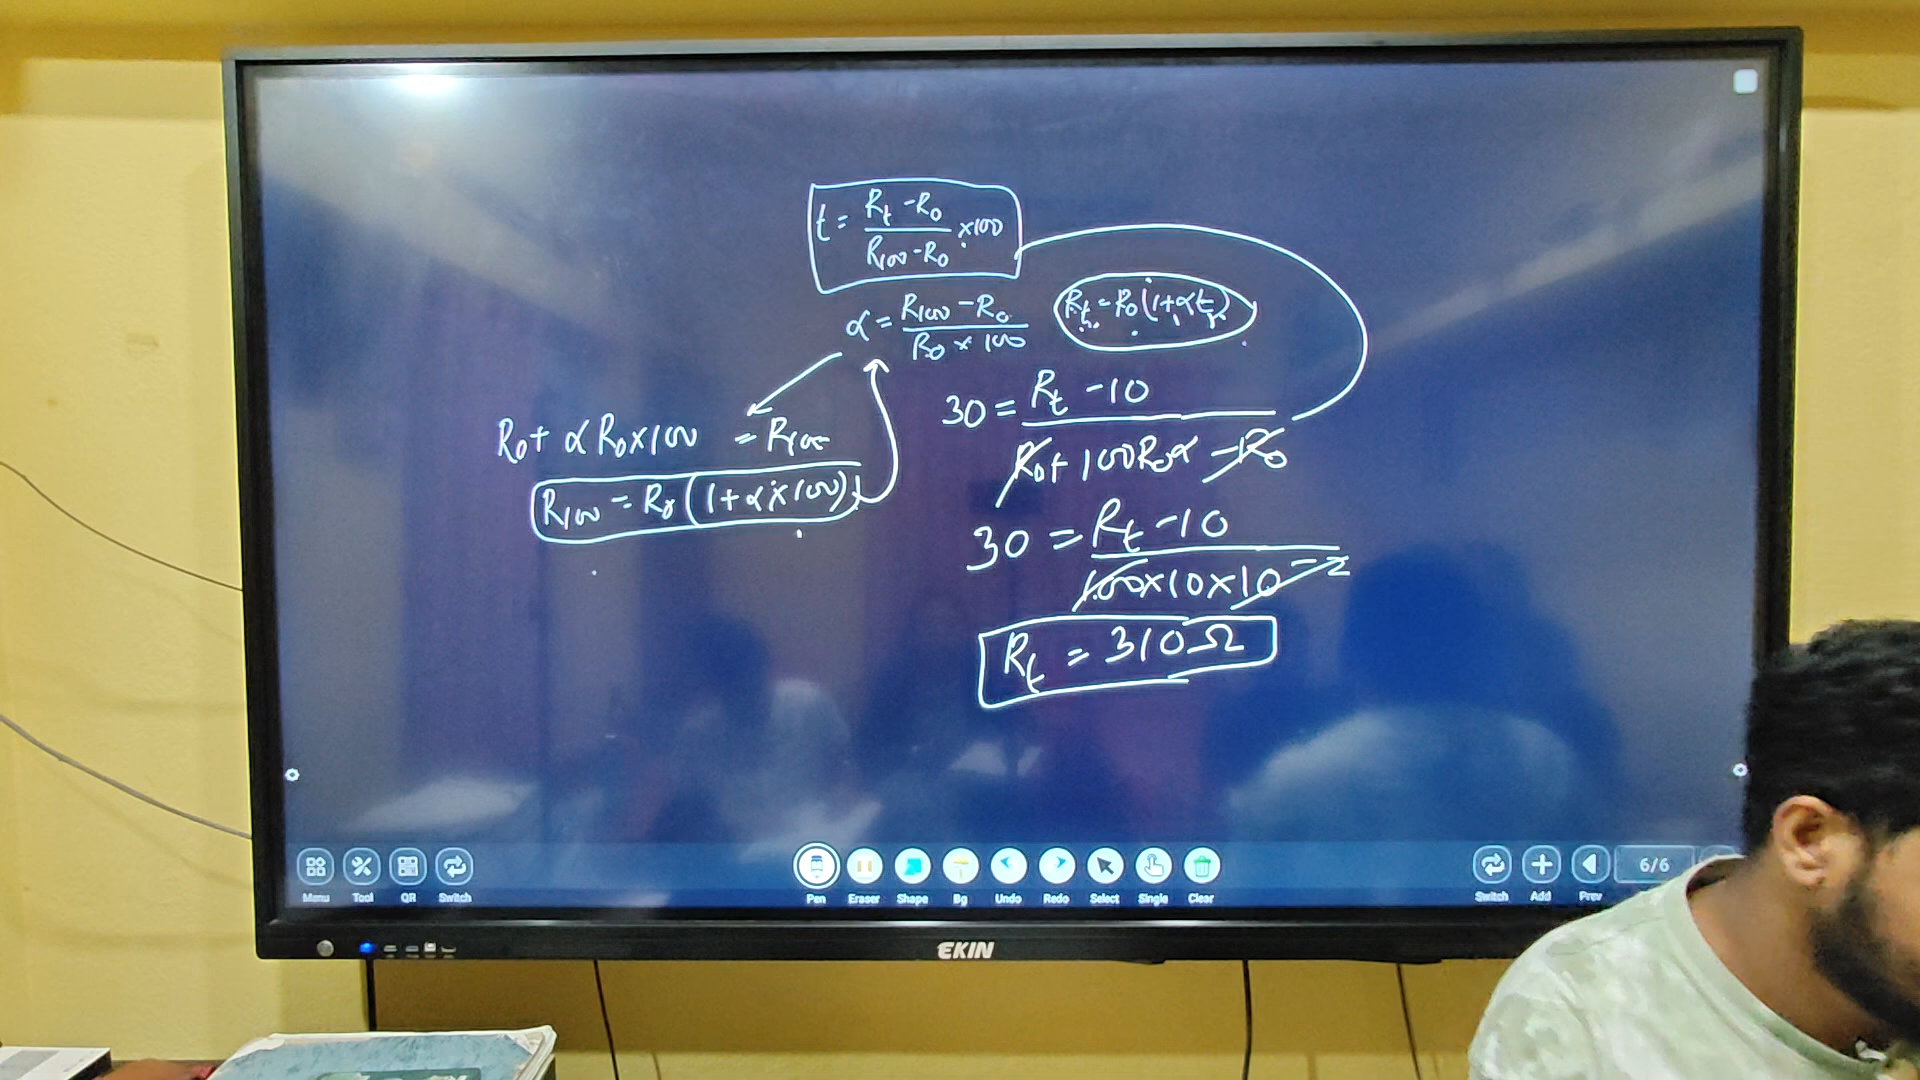 t = (Rt - R0)/(R100 - R0) × 100
α = (R100 - R0)/(R0 × 100)
Rt = R0(1+αt)
R0 + αR0×100 = R100
R100 = R0(1+α×100)
30 = (Rt - 10)/(R0 + 100R0α - R0)
30 = (Rt - 10)/(100×10×10^-2)
Rt = 310Ω
Menu Tool QR Switch
Pen Eraser Shape Bg Undo Redo Select Single Clear
Switch Add Prev 6/6
EKIN